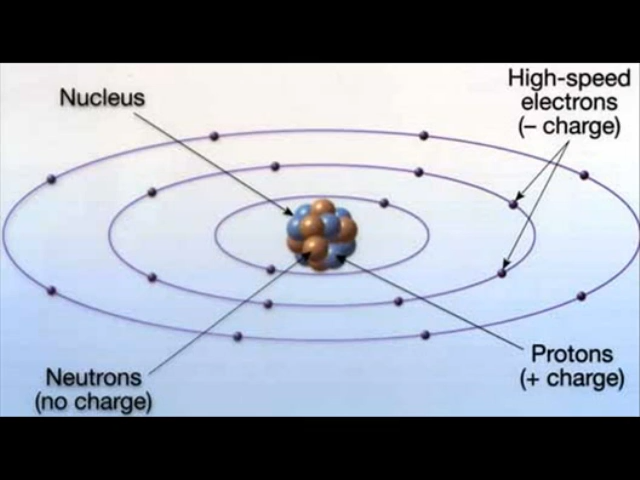 Nucleus
High-speed
electrons
(– charge)
Neutrons
(no charge)
Protons
(+ charge)